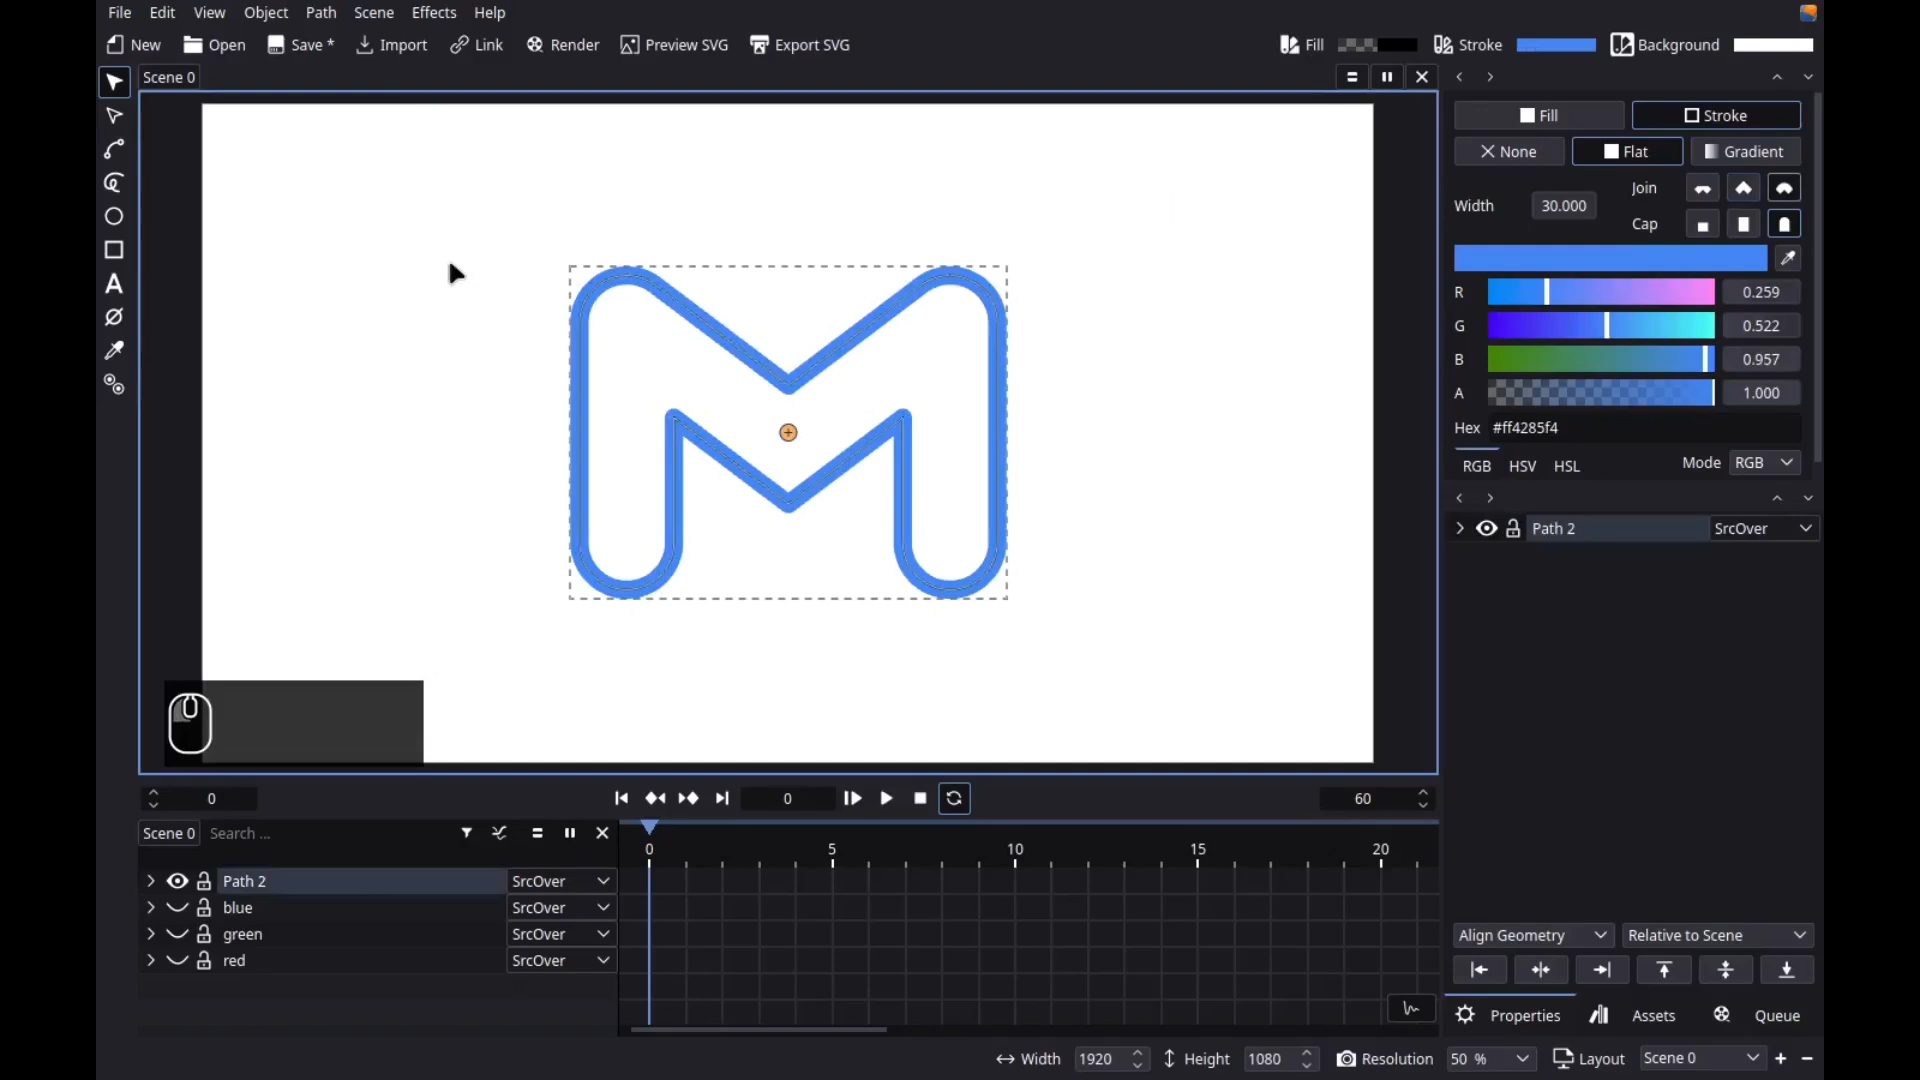 File Edit View Object Path Scene Effects Help
New Open Save * Import Link Render Preview SVG Export SVG Fill Stroke Background
Scene 0
Fill Stroke
None Flat Gradient
Join
Width 30.000
Cap
R 0.259
G 0.522
B 0.957
A 1.000
Hex #ff4285f4
RGB HSV HSL Mode RGB
Path 2 SrcOver
0 0 60
Scene 0 Search ...
0 5 10 15 20
Path 2 SrcOver
blue SrcOver
green SrcOver
red SrcOver
Align Geometry Relative to Scene
Properties Assets Queue
Width 1920 Height 1080 Resolution 50 % Layout Scene 0